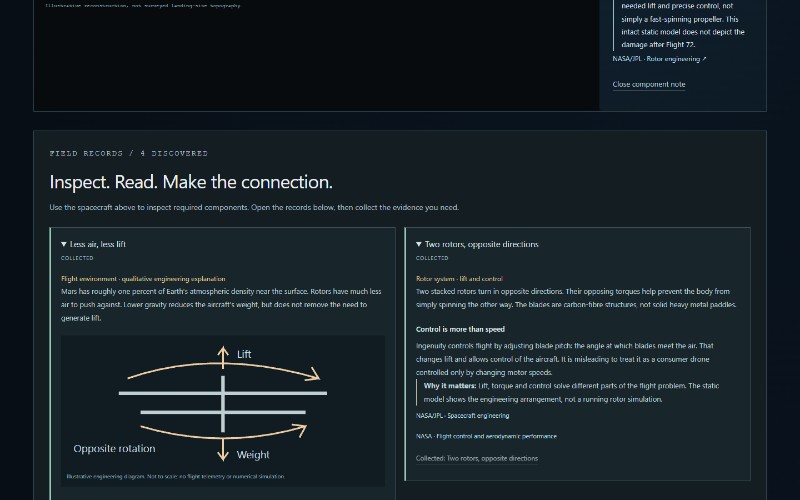 Illustrative reconstruction, not surveyed landing-site topography.
needed lift and precise control, not
simply a fast-spinning propeller. This
intact static model does not depict the
damage after Flight 72.
NASA/JPL · Rotor engineering ↗
Close component note
FIELD RECORDS / 4 DISCOVERED
Inspect. Read. Make the connection.
Use the spacecraft above to inspect required components. Open the records below, then collect the evidence you need.
▼ Less air, less lift
COLLECTED
Flight environment · qualitative engineering explanation
Mars has roughly one percent of Earth's atmospheric density near the surface. Rotors have much less
air to push against. Lower gravity reduces the aircraft's weight, but does not remove the need to
generate lift.
Lift
Opposite rotation
Weight
Illustrative engineering diagram. Not to scale; no flight telemetry or numerical simulation.
▼ Two rotors, opposite directions
COLLECTED
Rotor system · lift and control
Two stacked rotors turn in opposite directions. Their opposing torques help prevent the body from
simply spinning the other way. The blades are carbon-fibre structures, not solid heavy metal paddles.
Control is more than speed
Ingenuity controls flight by adjusting blade pitch: the angle at which blades meet the air. That
changes lift and allows control of the aircraft. It is misleading to treat it as a consumer drone
controlled only by changing motor speeds.
Why it matters: Lift, torque and control solve different parts of the flight problem. The static
model shows the engineering arrangement, not a running rotor simulation.
NASA/JPL · Spacecraft engineering
NASA · Flight control and aerodynamic performance
Collected: Two rotors, opposite directions